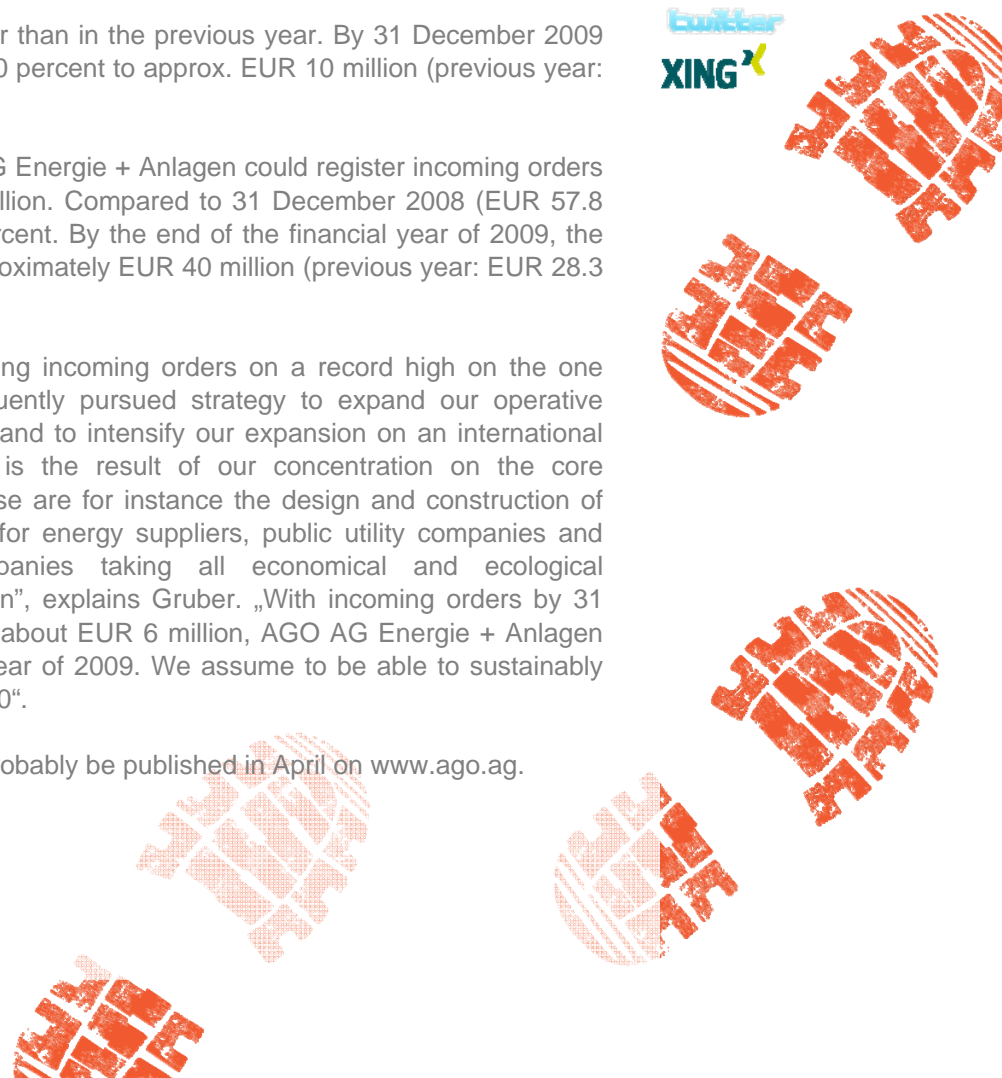 r than in the previous year. By 31 December 2009
0 percent to approx. EUR 10 million (previous year:
G Energie + Anlagen could register incoming orders
llion. Compared to 31 December 2008 (EUR 57.8
rcent. By the end of the financial year of 2009, the
oximately EUR 40 million (previous year: EUR 28.3
ing incoming orders on a record high on the one
uently pursued strategy to expand our operative
and to intensify our expansion on an international
is the result of our concentration on the core
se are for instance the design and construction of
for energy suppliers, public utility companies and
panies taking all economical and ecological
n”, explains Gruber. „With incoming orders by 31
about EUR 6 million, AGO AG Energie + Anlagen
ear of 2009. We assume to be able to sustainably
0“.
obably be published in April on www.ago.ag.
twitter
XING